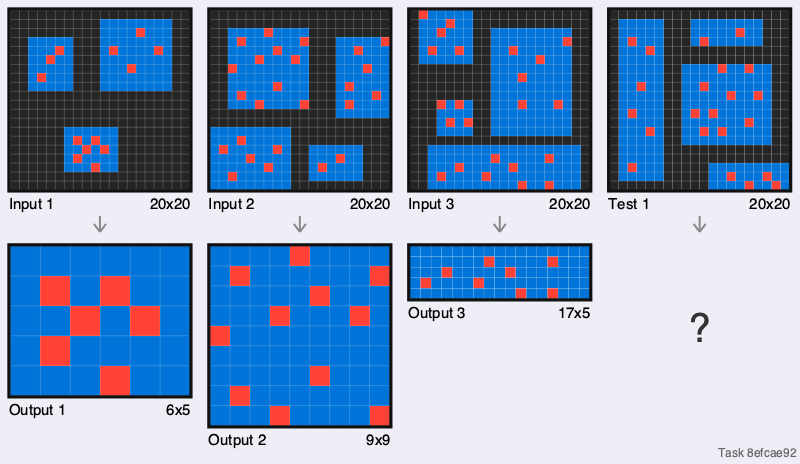 Input 1 20x20
Input 2 20x20
Input 3 20x20
Test 1 20x20
Output 1 6x5
Output 2 9x9
Output 3 17x5
?
Task 8efcae92